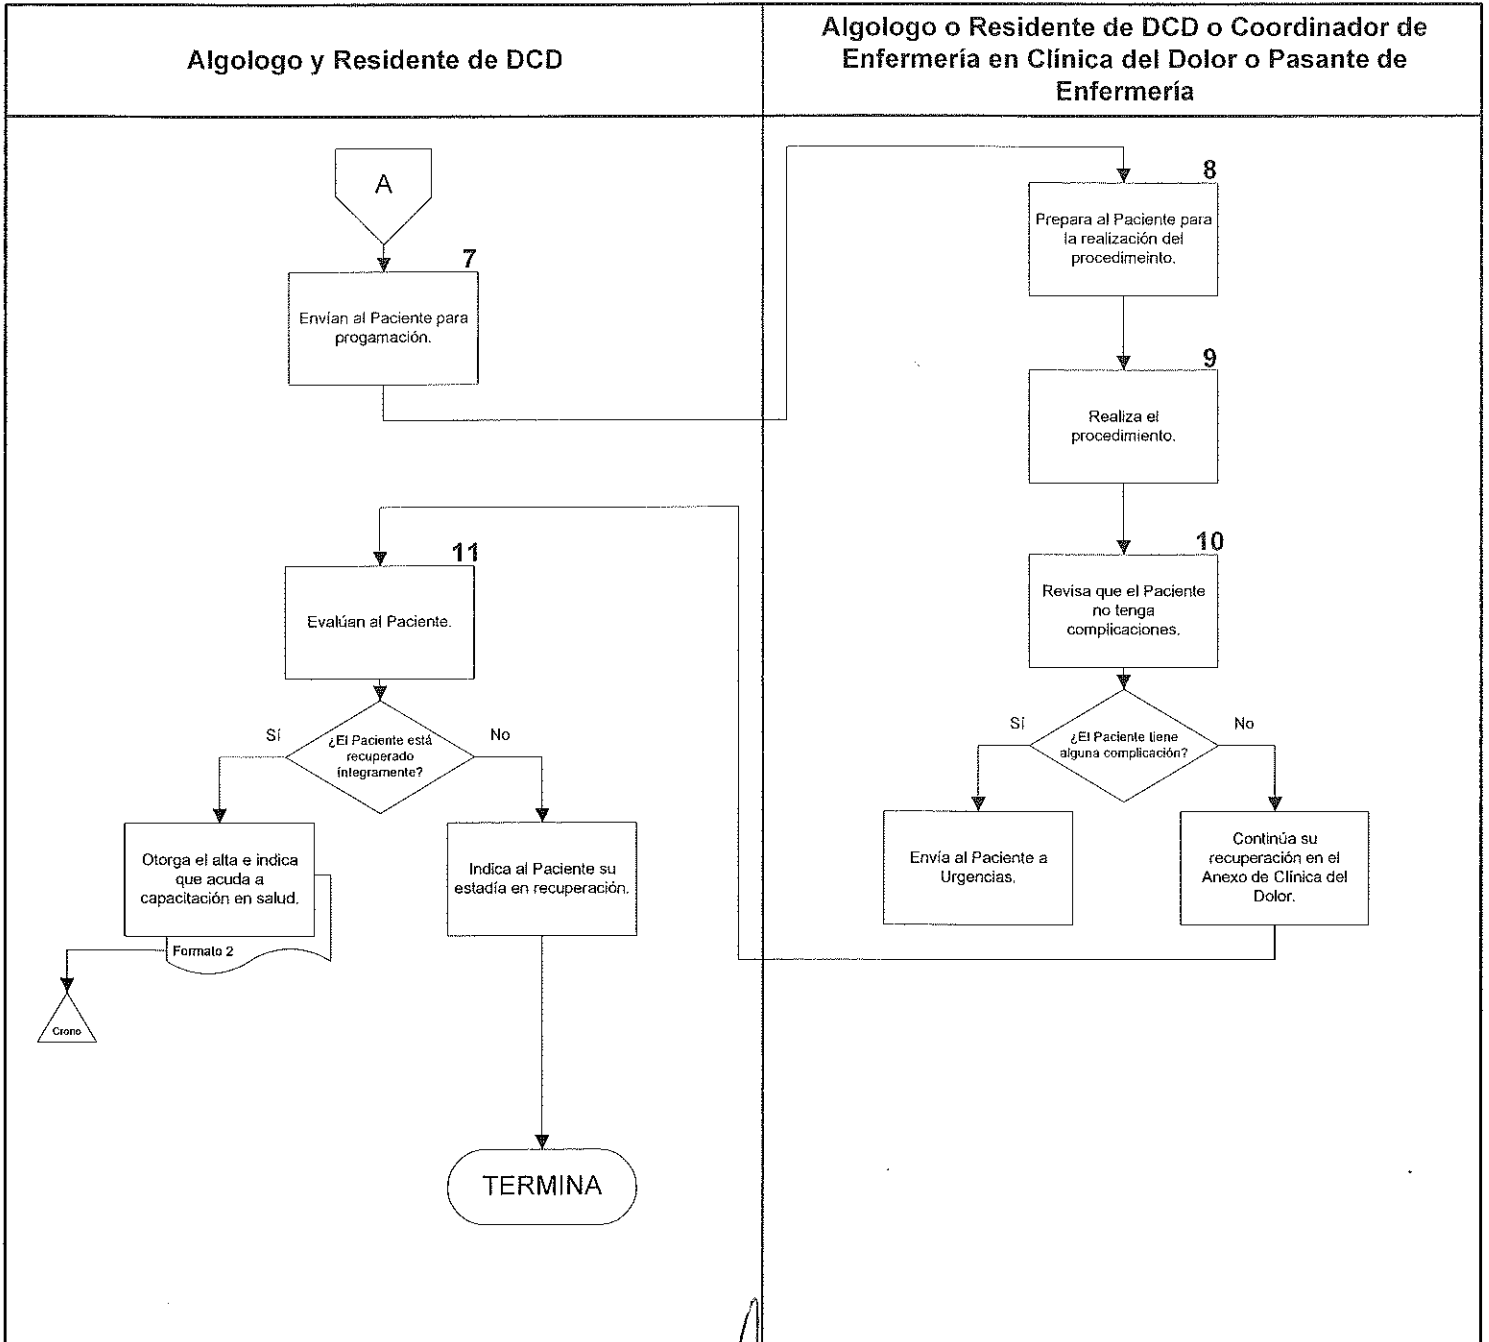 Algologo y Residente de DCD
Algologo o Residente de DCD o Coordinador de
Enfermería en Clínica del Dolor o Pasante de
Enfermería
A
7
Envían al Paciente para
progamación.
8
Prepara al Paciente para
la realización del
procedimeinto.
9
Realiza el
procedimiento.
10
Revisa que el Paciente
no tenga
complicaciones.
Sí
¿El Paciente tiene
alguna complicación?
No
Envía al Paciente a
Urgencias.
Continúa su
recuperación en el
Anexo de Clínica del
Dolor.
11
Evalúan al Paciente.
Sí
¿El Paciente está
recuperado
íntegramente?
No
Otorga el alta e indica
que acuda a
capacitación en salud.
Formato 2
Crono
Indica al Paciente su
estadía en recuperación.
TERMINA